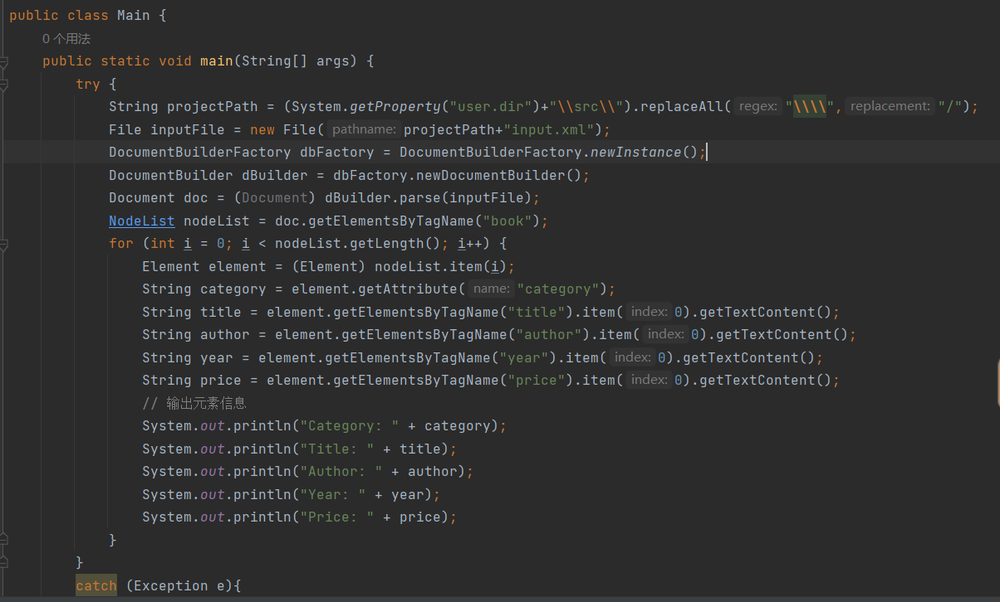 public class Main {
0 个用法
public static void main(String[] args) {
try {
String projectPath = (System.getProperty("user.dir")+"\\src\\").replaceAll( regex: "\\\\", replacement: "/");
File inputFile = new File( pathname: projectPath+"input.xml");
DocumentBuilderFactory dbFactory = DocumentBuilderFactory.newInstance();
DocumentBuilder dBuilder = dbFactory.newDocumentBuilder();
Document doc = (Document) dBuilder.parse(inputFile);
NodeList nodeList = doc.getElementsByTagName("book");
for (int i = 0; i < nodeList.getLength(); i++) {
Element element = (Element) nodeList.item(i);
String category = element.getAttribute( name: "category");
String title = element.getElementsByTagName("title").item( index: 0).getTextContent();
String author = element.getElementsByTagName("author").item( index: 0).getTextContent();
String year = element.getElementsByTagName("year").item( index: 0).getTextContent();
String price = element.getElementsByTagName("price").item( index: 0).getTextContent();
// 输出元素信息
System.out.println("Category: " + category);
System.out.println("Title: " + title);
System.out.println("Author: " + author);
System.out.println("Year: " + year);
System.out.println("Price: " + price);
}
}
catch (Exception e){